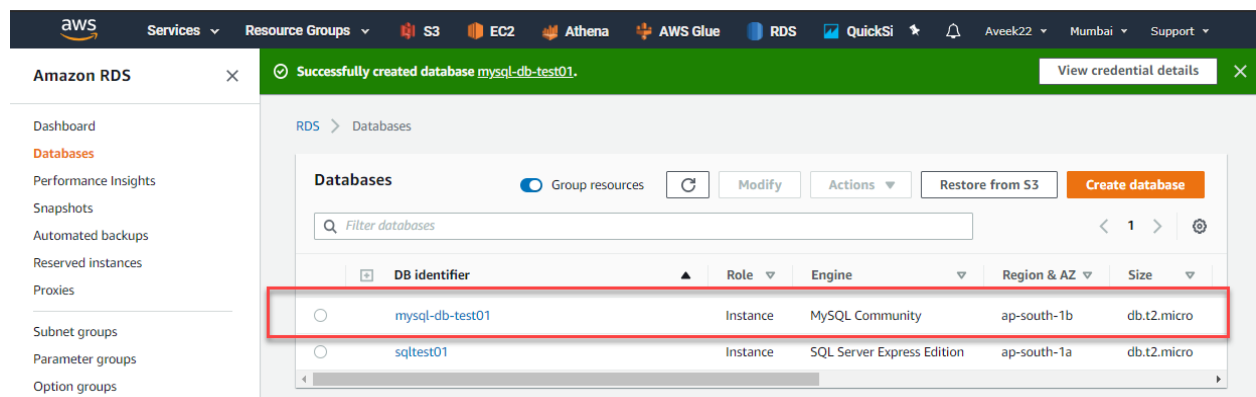 aws Services Resource Groups S3 EC2 Athena AWS Glue RDS QuickSi Aveek22 Mumbai Support
Amazon RDS
Successfully created database mysql-db-test01. View credential details
Dashboard
Databases
Performance Insights
Snapshots
Automated backups
Reserved instances
Proxies
Subnet groups
Parameter groups
Option groups
RDS > Databases
Databases Group resources Modify Actions Restore from S3 Create database
Filter databases 1
DB identifier Role Engine Region & AZ Size
mysql-db-test01 Instance MySQL Community ap-south-1b db.t2.micro
sqltest01 Instance SQL Server Express Edition ap-south-1a db.t2.micro